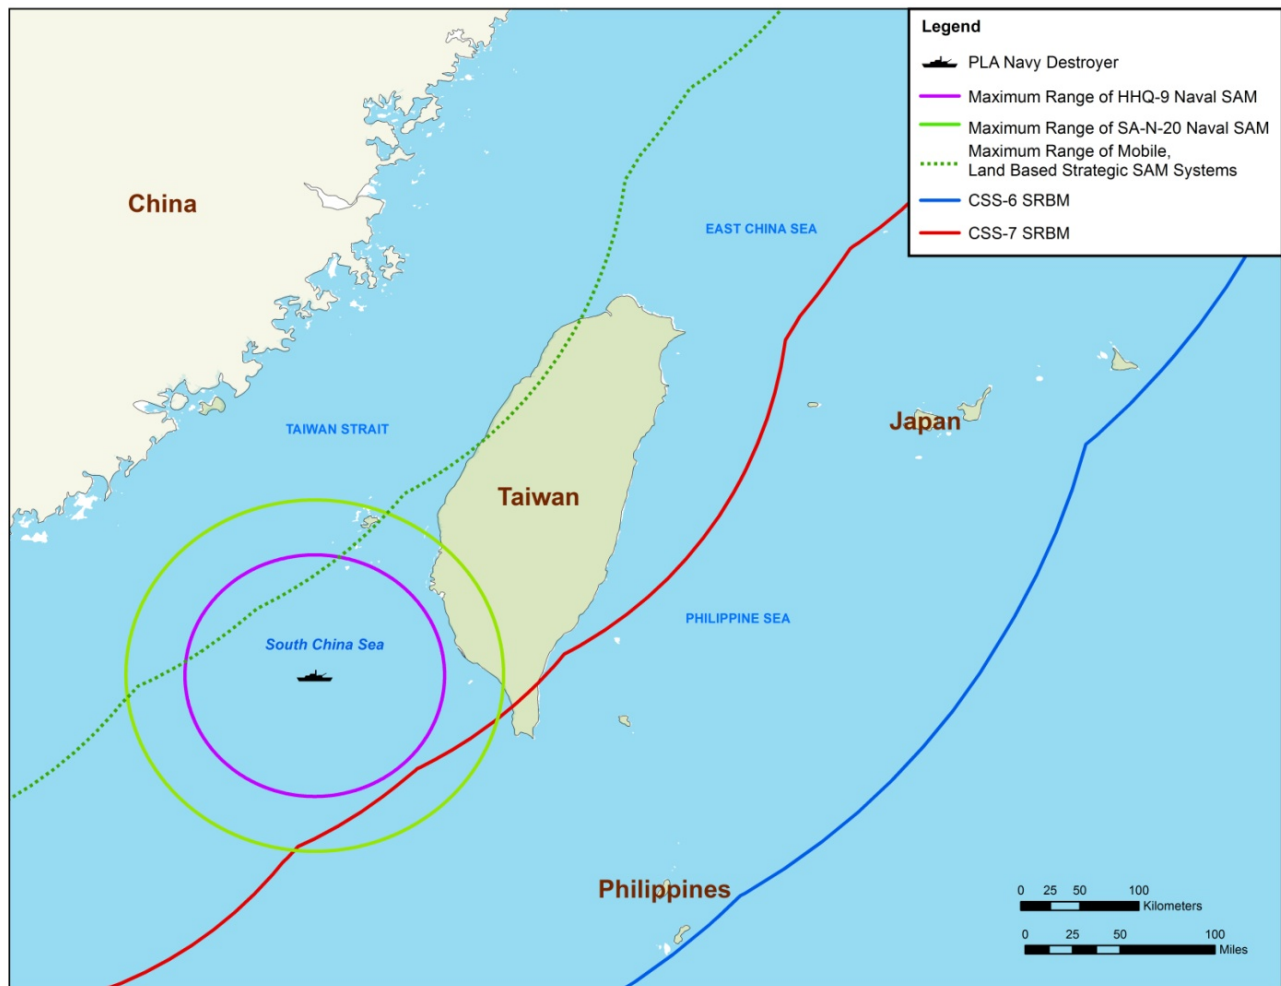 Legend
PLA Navy Destroyer
Maximum Range of HHQ-9 Naval SAM
Maximum Range of SA-N-20 Naval SAM
Maximum Range of Mobile,
Land Based Strategic SAM Systems
CSS-6 SRBM
CSS-7 SRBM
China
EAST CHINA SEA
TAIWAN STRAIT
Japan
Taiwan
PHILIPPINE SEA
South China Sea
Philippines
0 25 50 100
Kilometers
0 25 50 100
Miles